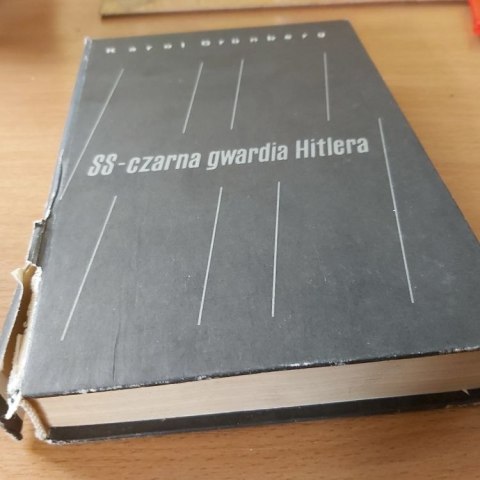 Karol Grünberg
SS-czarna gwardia Hitlera